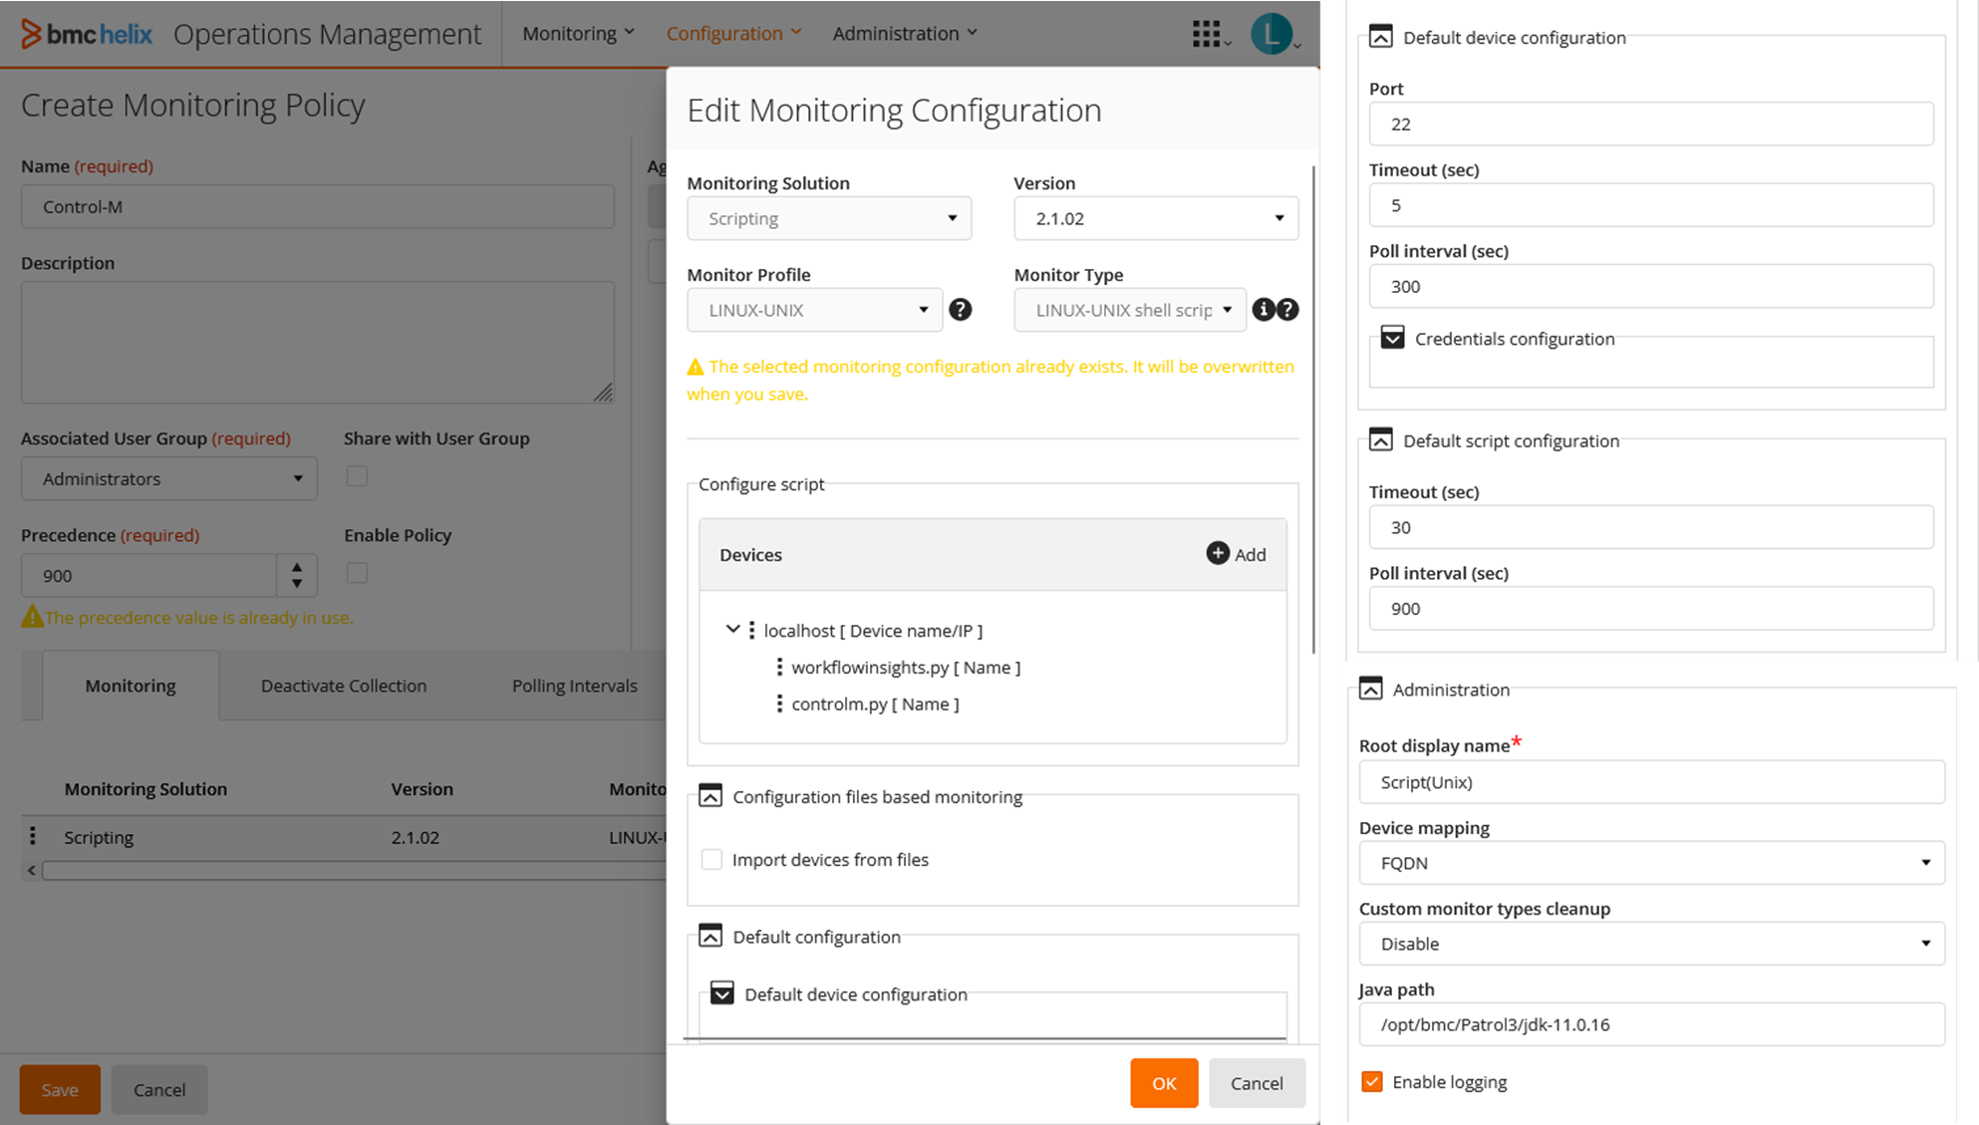 bmc helix Operations Management
Monitoring
Configuration
Administration
L
Create Monitoring Policy
Name (required)
Control-M
Description
Associated User Group (required)
Share with User Group
Administrators
Precedence (required)
Enable Policy
900
The precedence value is already in use.
Monitoring
Deactivate Collection
Polling Intervals
Monitoring Solution
Version
Monito
Scripting
2.1.02
LINUX-
Save
Cancel
Ag
Edit Monitoring Configuration
Monitoring Solution
Version
Scripting
2.1.02
Monitor Profile
Monitor Type
LINUX-UNIX
LINUX-UNIX shell scrip
The selected monitoring configuration already exists. It will be overwritten
when you save.
Configure script
Devices
Add
localhost [ Device name/IP ]
workflowinsights.py [ Name ]
controlm.py [ Name ]
Configuration files based monitoring
Import devices from files
Default configuration
Default device configuration
OK
Cancel
Default device configuration
Port
22
Timeout (sec)
5
Poll interval (sec)
300
Credentials configuration
Default script configuration
Timeout (sec)
30
Poll interval (sec)
900
Administration
Root display name*
Script(Unix)
Device mapping
FQDN
Custom monitor types cleanup
Disable
Java path
/opt/bmc/Patrol3/jdk-11.0.16
Enable logging